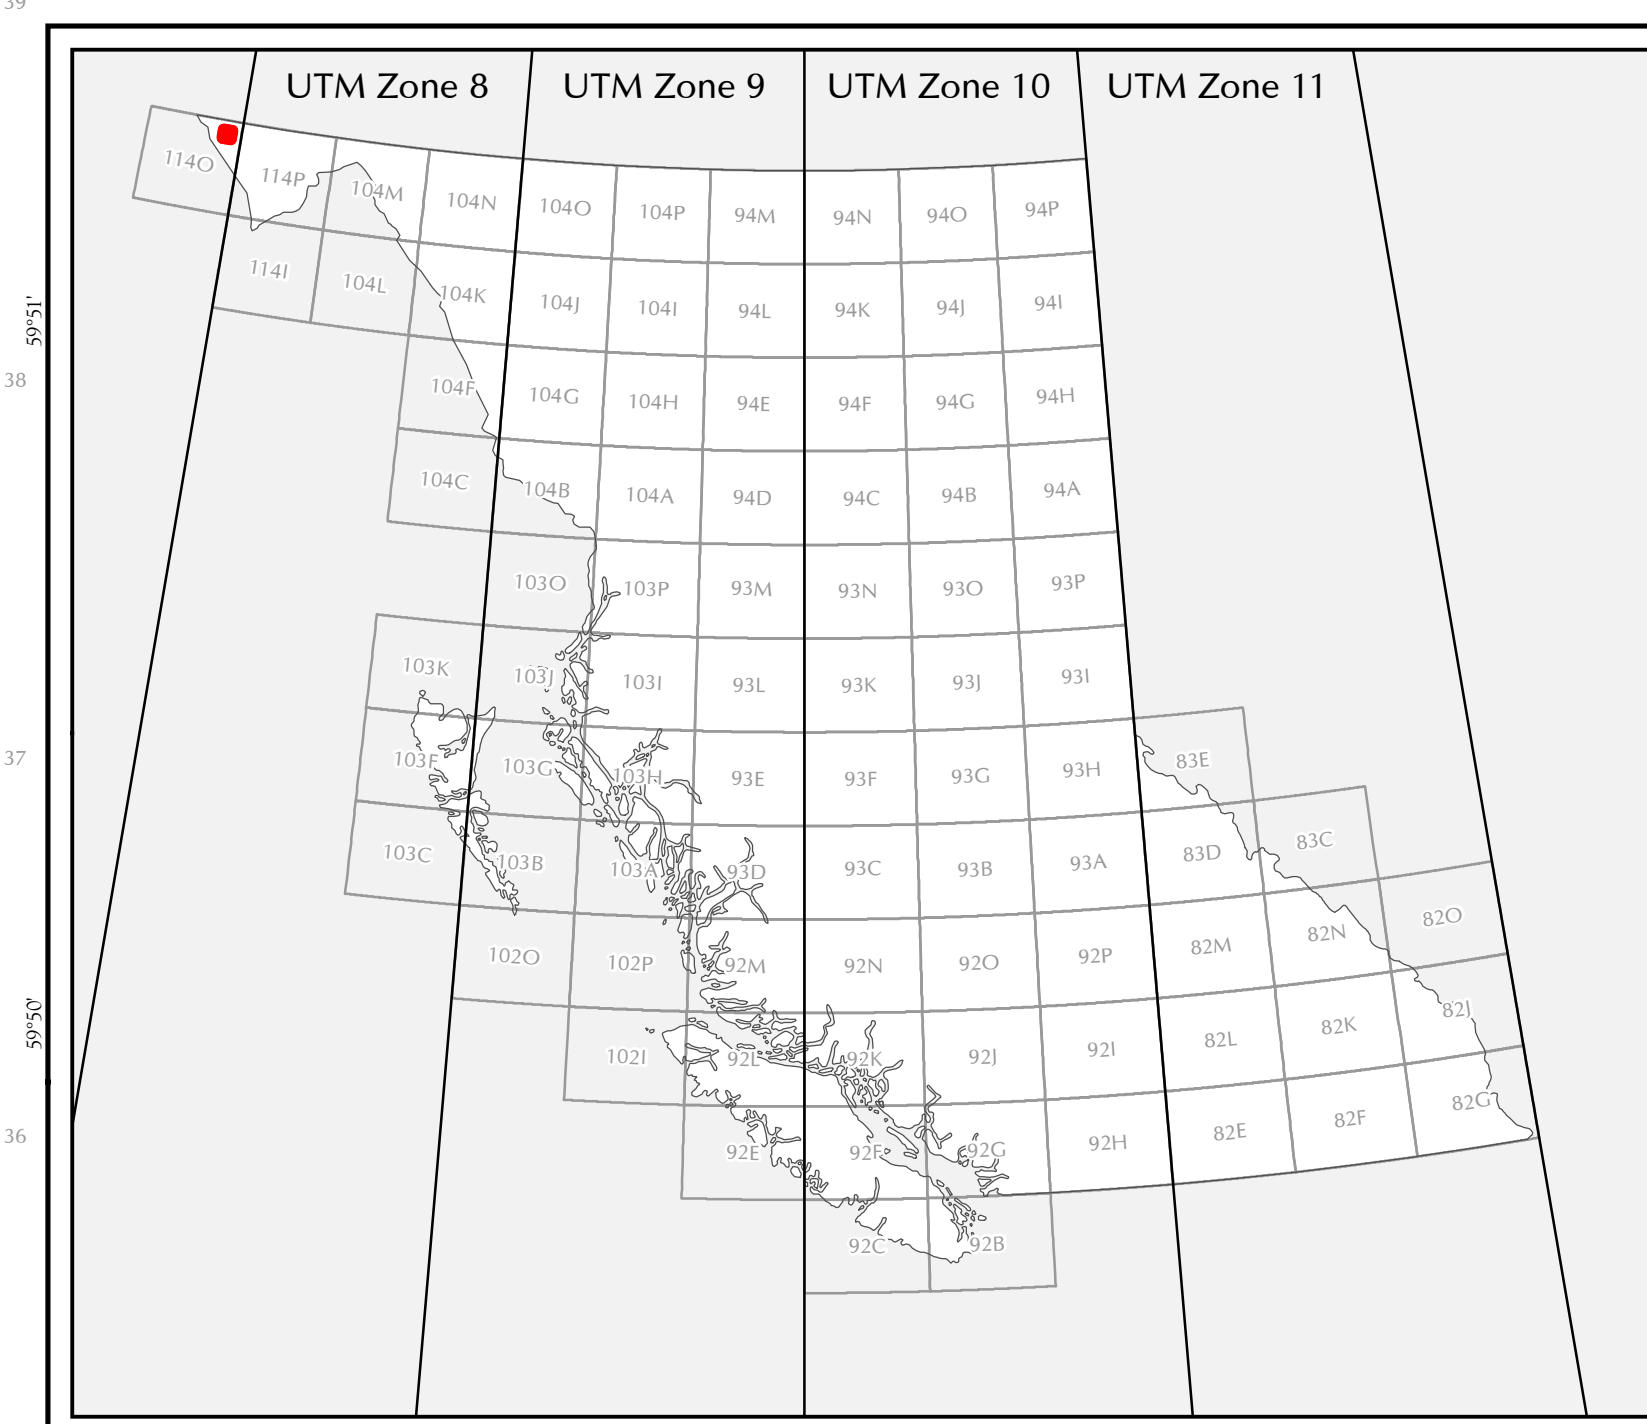 39
UTM Zone 8 UTM Zone 9 UTM Zone 10 UTM Zone 11
114O 114P 104M 104N 104O 104P 94M 94N 94O 94P
114I 104L 104K 104J 104I 94L 94K 94J 94I
59°51'
38
104F 104G 104H 94E 94F 94G 94H
104C 104B 104A 94D 94C 94B 94A
103O 103P 93M 93N 93O 93P
103K 103J 103I 93L 93K 93J 93I
37
103F 103G 103H 93E 93F 93G 93H 83E
103C 103B 103A 93D 93C 93B 93A 83D 83C
102O 102P 92M 92N 92O 92P 82M 82N 82O
59°50'
102I 92L 92K 92J 92I 82L 82K 82J
36
92E 92F 92G 92H 82E 82F 82G
92C 92B